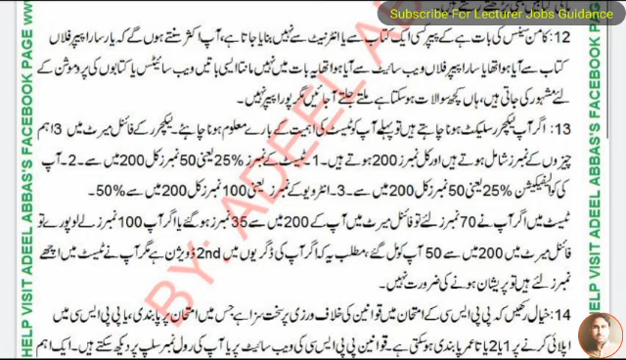 Subscribe For Lecturer Jobs Guidance
12: کامن سینس کی بات ہے کے پیپر کسی ایک کتاب سے یا انٹرنیٹ سے نہیں بنایا جاتا ہے، آپ اکثر سنتے ہوں گے کہ یار سارا پیپر فلاں
کتاب سے آیا ہوا تھا یا سارا پیپر فلاں ویب سائیٹ سے آیا ہوا تھا۔ یہ بات میں نہیں مانتا ایسی باتیں ویب سائیٹس یا کتابوں کی پروموشن کے
لئے مشہور کی جاتی ہیں، ہاں کچھ سوالات ہو سکتا ہے ملتے جلتے آ جائیں مگر پورا پیپر نہیں۔
13: اگر آپ لیکچرر سلیکٹ ہونا چاہتے ہیں تو پہلے آپ کو ٹیسٹ کی اہمیت کے بارے معلوم ہونا چاہئے۔ لیکچرر کے فائنل میرٹ میں 3 اہم
چیزوں کے نمبرز شامل ہوتے ہیں اور کل نمبرز 200 ہوتے ہیں۔ 1۔ ٹیسٹ کے نمبرز %25 یعنی 50 نمبرز کل 200 میں سے۔ 2۔ آپ
کی کوالیفیکیشن %25 یعنی 50 نمبرز کل 200 میں سے۔ 3۔ انٹرویو کے نمبرز یعنی 100 نمبرز کل 200 میں سے %50۔
ٹیسٹ میں اگر آپ نے 70 نمبرز لئے تو فائنل میرٹ میں آپ کے 200 میں سے 35 نمبرز ہو گئے یا اگر آپ 100 نمبرز لے لو پورے تو
فائنل میرٹ میں 200 میں سے 50 آپ کو مل گئے، مطلب یہ کہ اگر آپ کی ڈگریوں میں 2nd ڈویژن ہے مگر آپ نے ٹیسٹ میں اچھے
نمبرز لئے ہیں تو پریشان ہونے کی ضرورت نہیں۔
14: خیال رکھیں کہ پی پی ایس سی کے امتحان میں قوانین کی خلاف ورزی پر سخت سزا ہے جس میں امتحان پر پابندی، یا پی پی ایس سی میں
اپلائی کرنے پر 1 یا 2 یا تا عمر پابندی ہو سکتی ہے۔ قوانین پی پی ایس سی کی ویب سائیٹ پر یا آپ کی رول نمبر سلپ پر دیکھ سکتے ہیں۔ ایک اہم
HELP VISIT ADEEL ABBAS'S FACEBOOK PAGE WW
HELP VISIT ADEEL ABBAS'S FACEBOOK PAGE
BY: ADEEL A